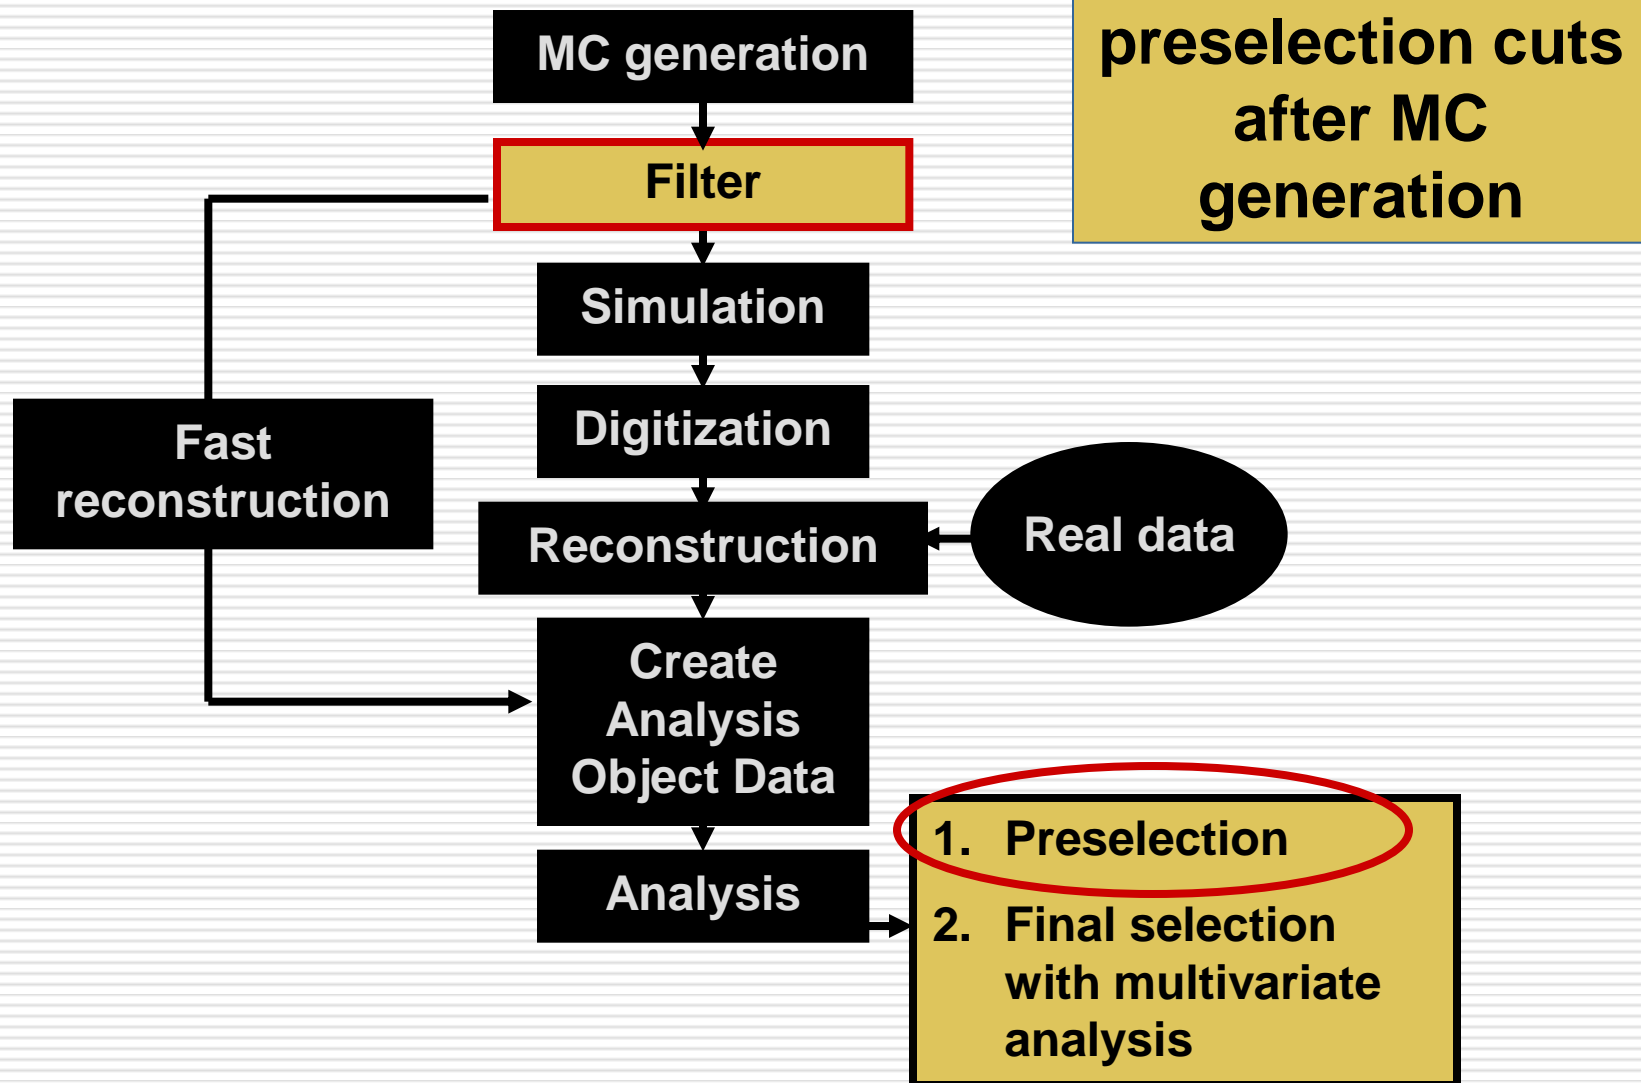 MC generation
preselection cuts
after MC
generation
Filter
Simulation
Digitization
Fast
reconstruction
Reconstruction
Real data
Create
Analysis
Object Data
Analysis
1. Preselection
2. Final selection
with multivariate
analysis